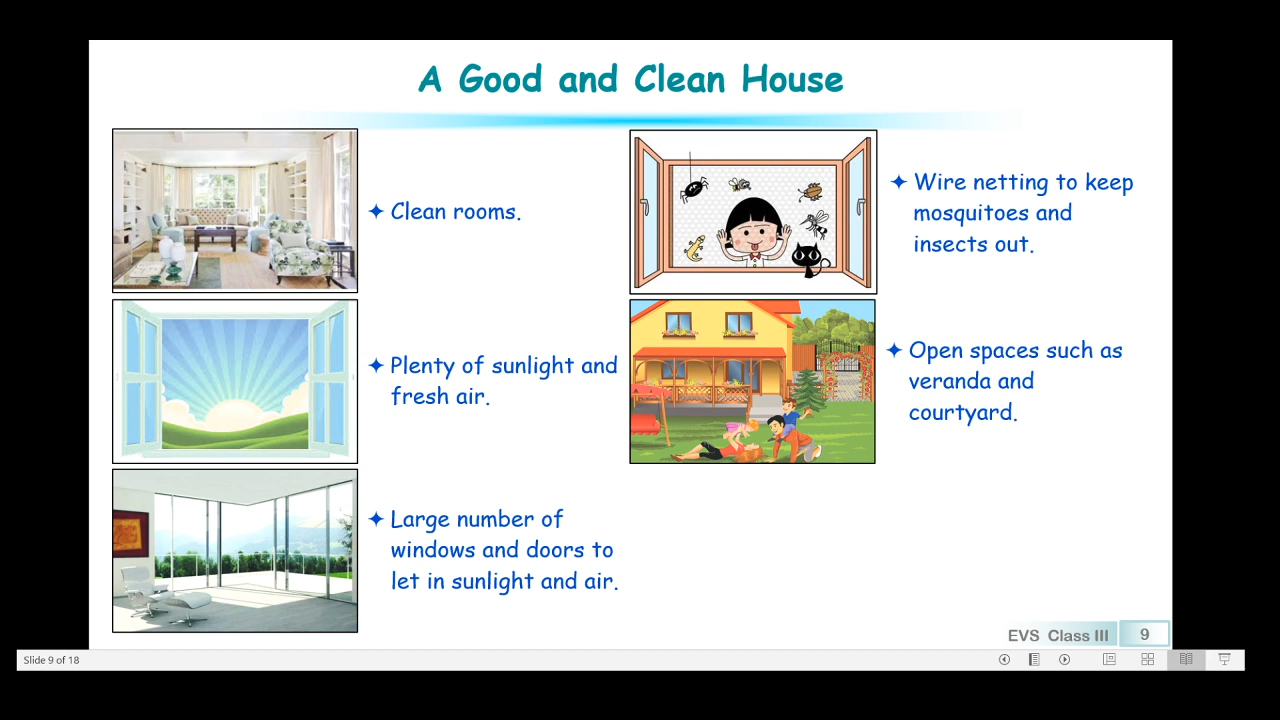 A Good and Clean House
✦ Clean rooms.
✦ Plenty of sunlight and
fresh air.
✦ Large number of
windows and doors to
let in sunlight and air.
✦ Wire netting to keep
mosquitoes and
insects out.
✦ Open spaces such as
veranda and
courtyard.
EVS Class III 9
Slide 9 of 18